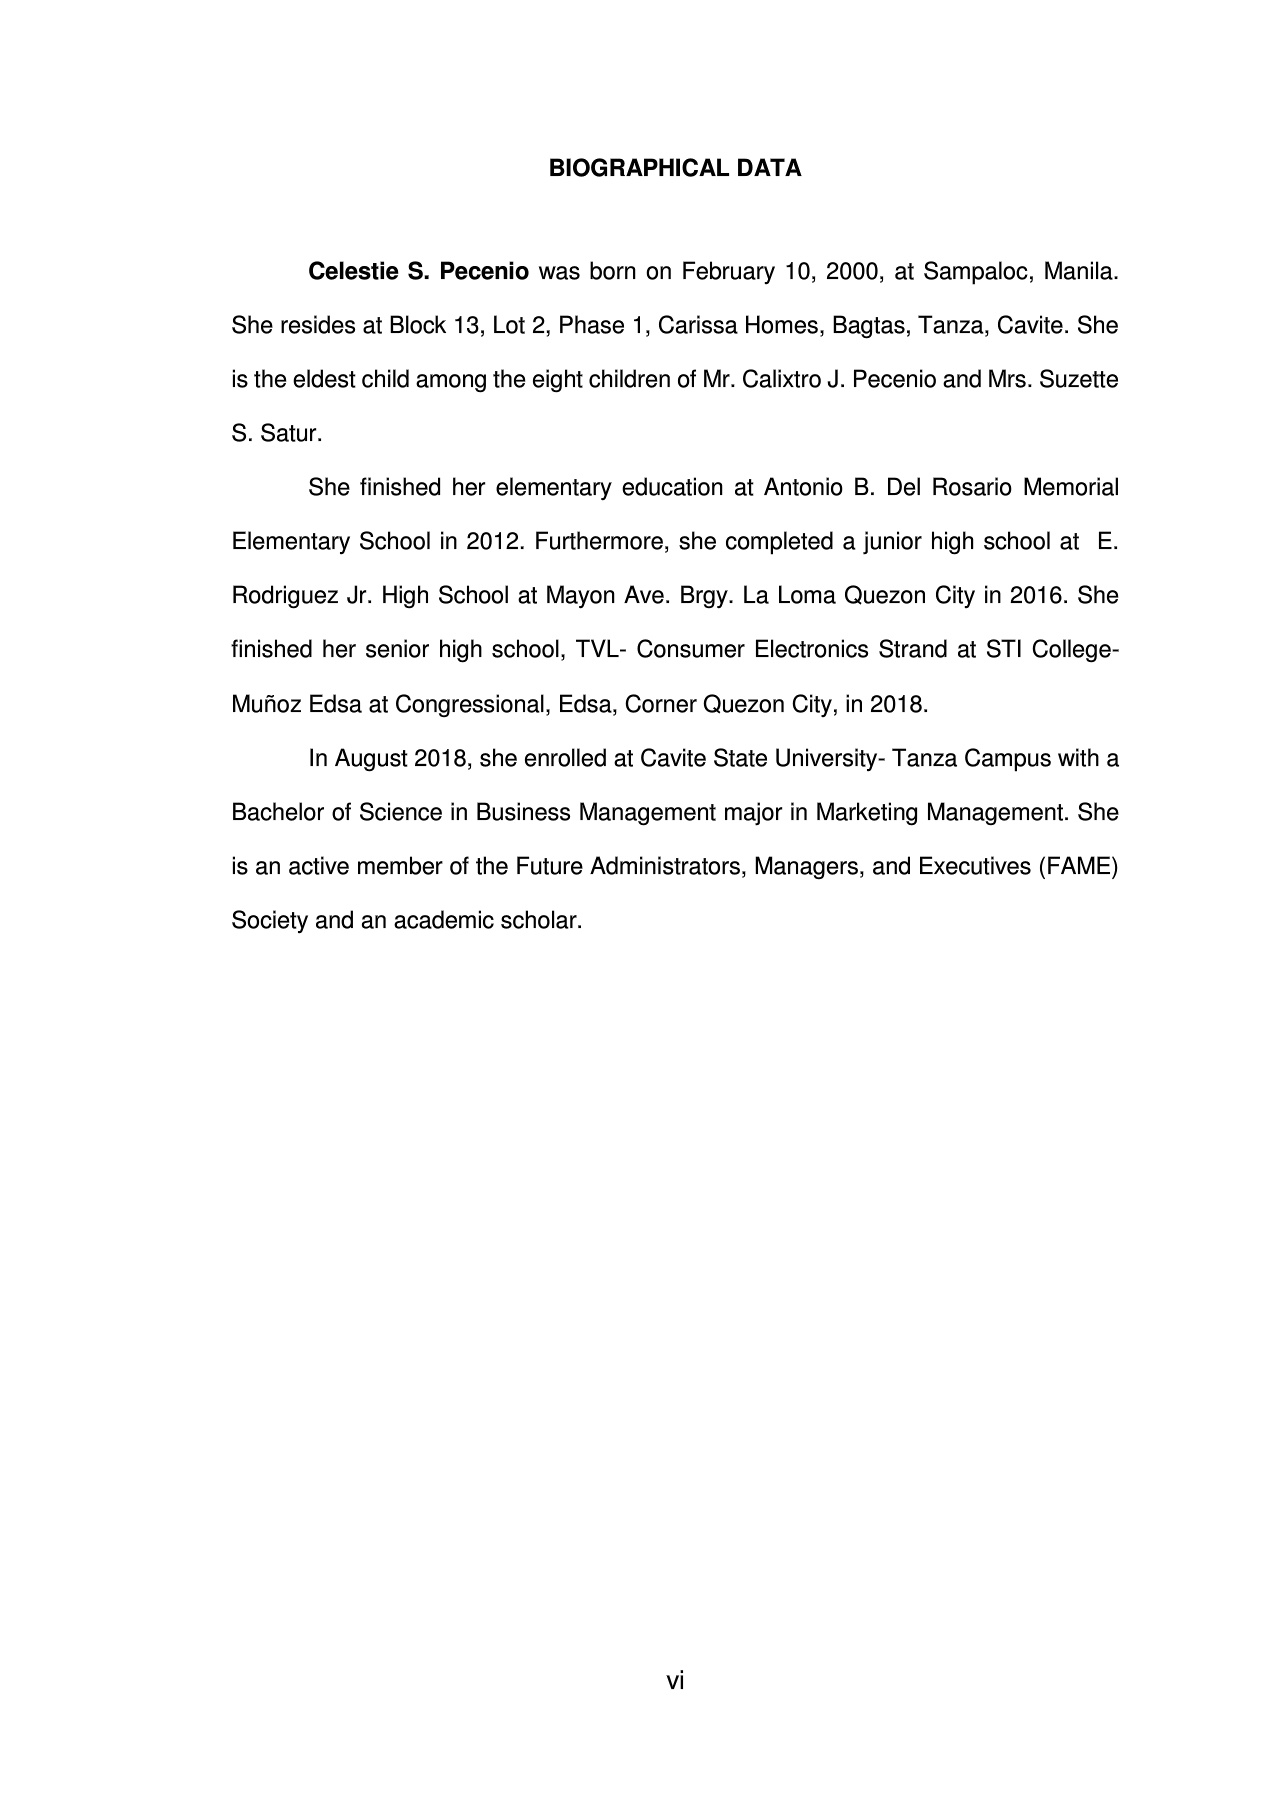 BIOGRAPHICAL DATA
Celestie S. Pecenio was born on February 10, 2000, at Sampaloc, Manila.
She resides at Block 13, Lot 2, Phase 1, Carissa Homes, Bagtas, Tanza, Cavite. She
is the eldest child among the eight children of Mr. Calixtro J. Pecenio and Mrs. Suzette
S. Satur.
She finished her elementary education at Antonio B. Del Rosario Memorial
Elementary School in 2012. Furthermore, she completed a junior high school at  E.
Rodriguez Jr. High School at Mayon Ave. Brgy. La Loma Quezon City in 2016. She
finished her senior high school, TVL- Consumer Electronics Strand at STI College-
Muñoz Edsa at Congressional, Edsa, Corner Quezon City, in 2018.
In August 2018, she enrolled at Cavite State University- Tanza Campus with a
Bachelor of Science in Business Management major in Marketing Management. She
is an active member of the Future Administrators, Managers, and Executives (FAME)
Society and an academic scholar.
vi